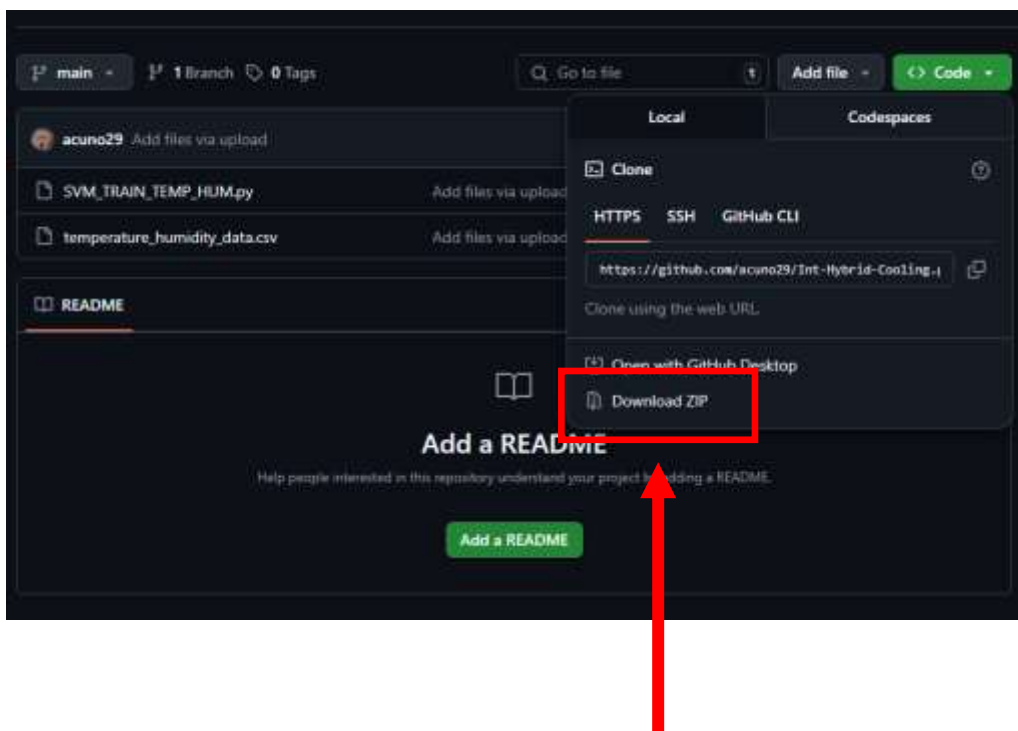 main
1 Branch
0 Tags
Go to file
t
Add file
<> Code
acuno29 Add files via upload
SVM_TRAIN_TEMP_HUM.py
Add files via upload
temperature_humidity_data.csv
Add files via upload
README
Add a README
Help people interested in this repository understand your project by adding a README.
Add a README
Local
Codespaces
Clone
HTTPS
SSH
GitHub CLI
https://github.com/acuno29/Int-Hybrid-Cooling.
Clone using the web URL.
Open with GitHub Desktop
Download ZIP